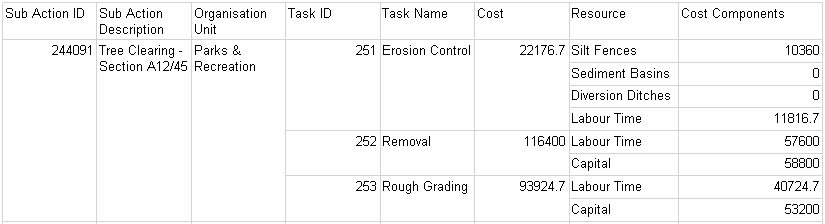 Sub Action ID Sub Action Description Organisation Unit Task ID Task Name Cost Resource Cost Components
244091 Tree Clearing - Section A12/45 Parks & Recreation 251 Erosion Control 22176.7 Silt Fences 10360
Sediment Basins 0
Diversion Ditches 0
Labour Time 11816.7
252 Removal 116400 Labour Time 57600
Capital 58800
253 Rough Grading 93924.7 Labour Time 40724.7
Capital 53200